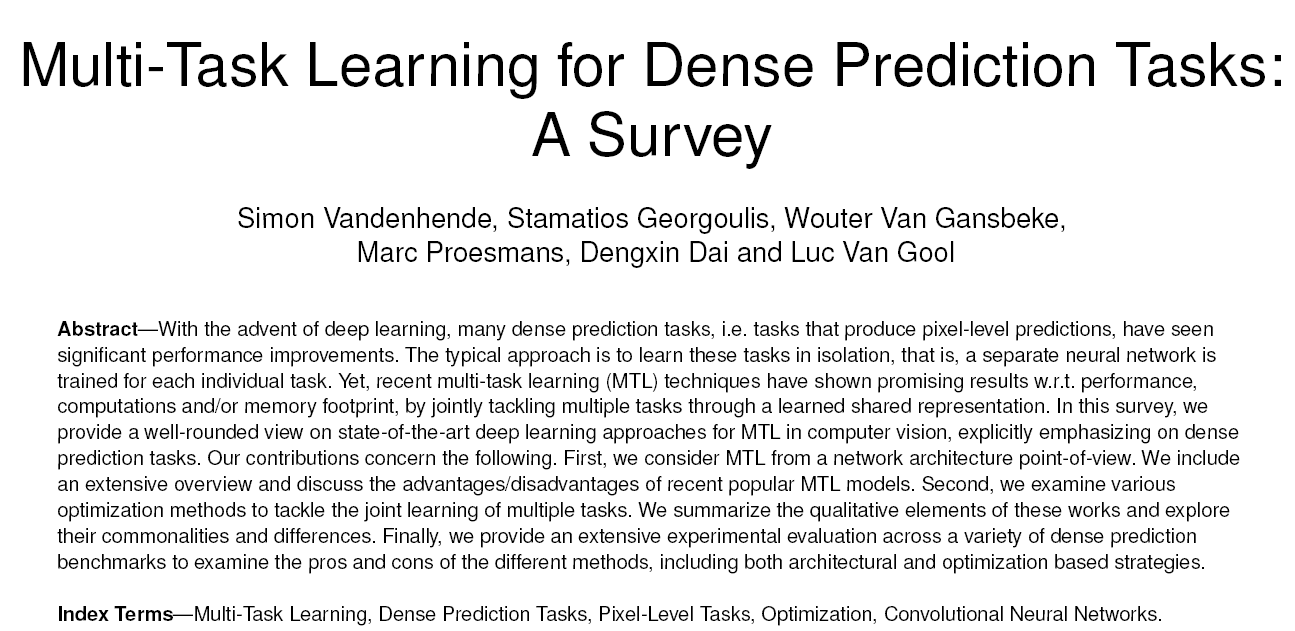 Multi-Task Learning for Dense Prediction Tasks:
A Survey
Simon Vandenhende, Stamatios Georgoulis, Wouter Van Gansbeke,
Marc Proesmans, Dengxin Dai and Luc Van Gool
Abstract—With the advent of deep learning, many dense prediction tasks, i.e. tasks that produce pixel-level predictions, have seen
significant performance improvements. The typical approach is to learn these tasks in isolation, that is, a separate neural network is
trained for each individual task. Yet, recent multi-task learning (MTL) techniques have shown promising results w.r.t. performance,
computations and/or memory footprint, by jointly tackling multiple tasks through a learned shared representation. In this survey, we
provide a well-rounded view on state-of-the-art deep learning approaches for MTL in computer vision, explicitly emphasizing on dense
prediction tasks. Our contributions concern the following. First, we consider MTL from a network architecture point-of-view. We include
an extensive overview and discuss the advantages/disadvantages of recent popular MTL models. Second, we examine various
optimization methods to tackle the joint learning of multiple tasks. We summarize the qualitative elements of these works and explore
their commonalities and differences. Finally, we provide an extensive experimental evaluation across a variety of dense prediction
benchmarks to examine the pros and cons of the different methods, including both architectural and optimization based strategies.
Index Terms—Multi-Task Learning, Dense Prediction Tasks, Pixel-Level Tasks, Optimization, Convolutional Neural Networks.